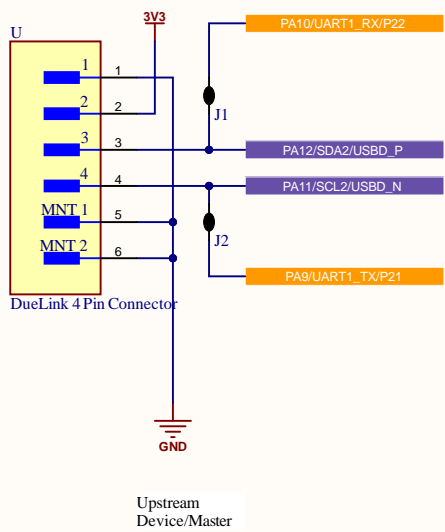 3V3
PA10/UART1_RX/P22
U
1
1
2
2
J1
3
3
PA12/SDA2/USBD_P
4
4
PA11/SCL2/USBD_N
MNT 1
5
J2
MNT 2
6
PA9/UART1_TX/P21
DueLink 4 Pin Connector
GND
Upstream
Device/Master